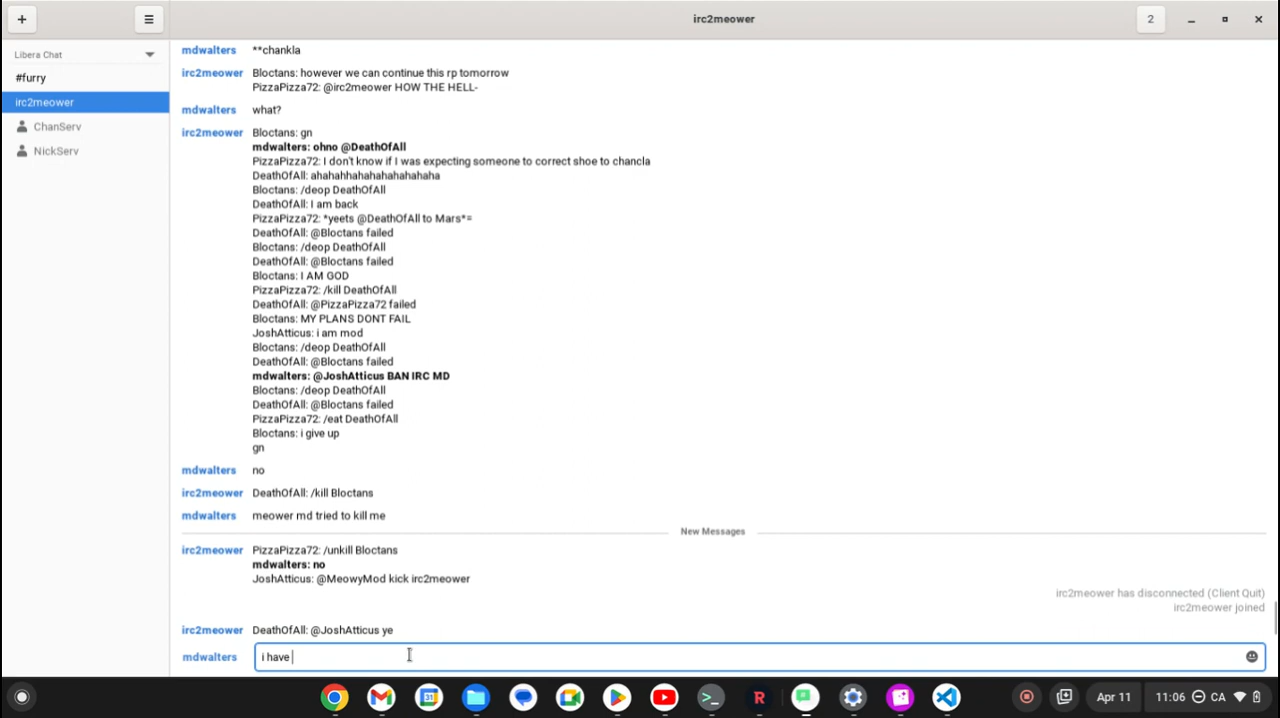 irc2meower
2
Libera Chat
#furry
irc2meower
ChanServ
NickServ
mdwalters **chankla
irc2meower Bloctans: however we can continue this rp tomorrow
PizzaPizza72: @irc2meower HOW THE HELL-
mdwalters what?
irc2meower Bloctans: gn
mdwalters: ohno @DeathOfAll
PizzaPizza72: I don't know if I was expecting someone to correct shoe to chancla
DeathOfAll: ahahahhahahahahahahaha
Bloctans: /deop DeathOfAll
DeathOfAll: I am back
PizzaPizza72: *yeets @DeathOfAll to Mars*=
DeathOfAll: @Bloctans failed
Bloctans: /deop DeathOfAll
DeathOfAll: @Bloctans failed
Bloctans: I AM GOD
PizzaPizza72: /kill DeathOfAll
DeathOfAll: @PizzaPizza72 failed
Bloctans: MY PLANS DONT FAIL
JoshAtticus: i am mod
Bloctans: /deop DeathOfAll
DeathOfAll: @Bloctans failed
mdwalters: @JoshAtticus BAN IRC MD
Bloctans: /deop DeathOfAll
DeathOfAll: @Bloctans failed
PizzaPizza72: /eat DeathOfAll
Bloctans: i give up
gn
mdwalters no
irc2meower DeathOfAll: /kill Bloctans
mdwalters meower md tried to kill me
New Messages
irc2meower PizzaPizza72: /unkill Bloctans
mdwalters: no
JoshAtticus: @MeowyMod kick irc2meower
irc2meower has disconnected (Client Quit)
irc2meower joined
irc2meower DeathOfAll: @JoshAtticus ye
mdwalters i have
Apr 11 11:06 CA